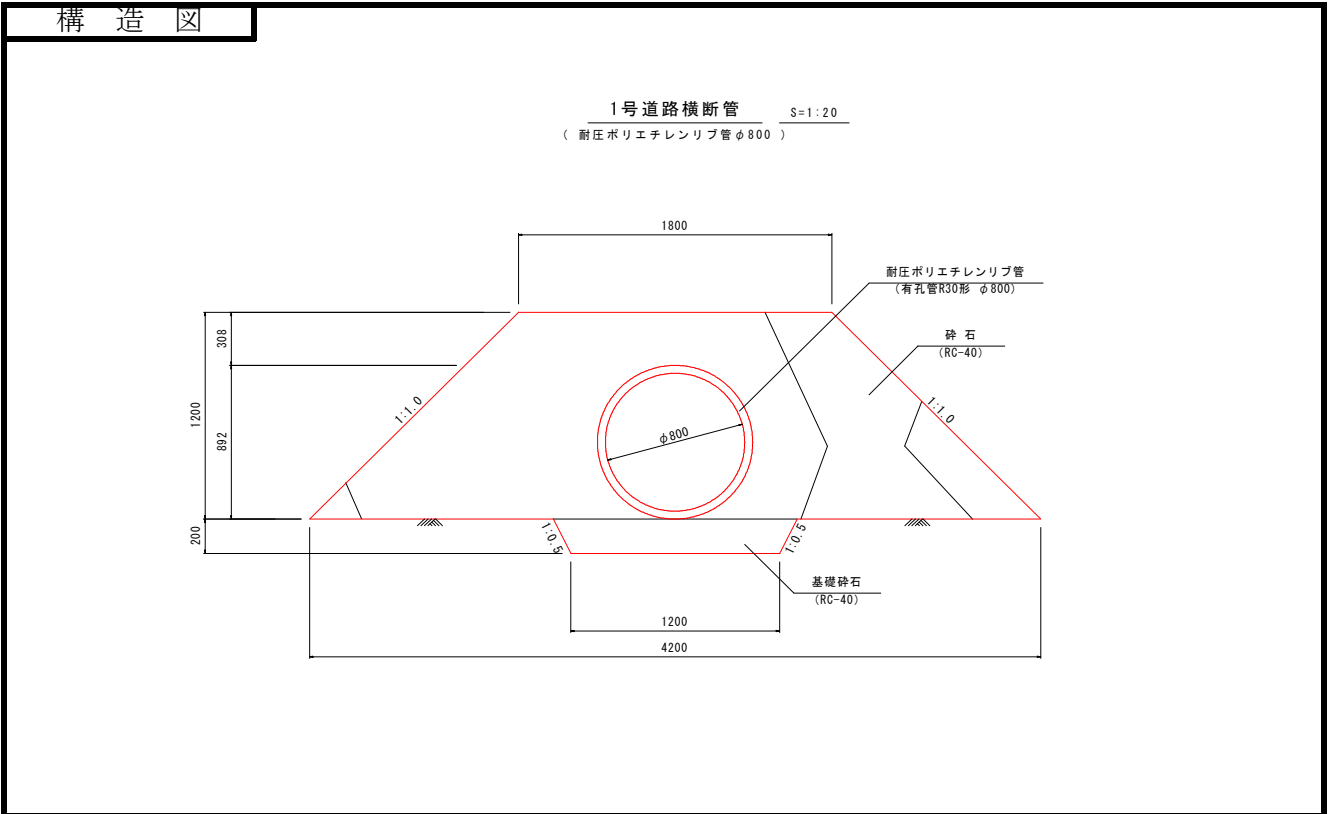 構 造 図
1号道路横断管 S=1:20
( 耐圧ポリエチレンリブ管φ800 )
1800
耐圧ポリエチレンリブ管
(有孔管R30形 φ800)
308
砕 石
(RC-40)
1200
892
1:1.0
1:1.0
φ800
200
1:0.5
1:0.5
基礎砕石
(RC-40)
1200
4200